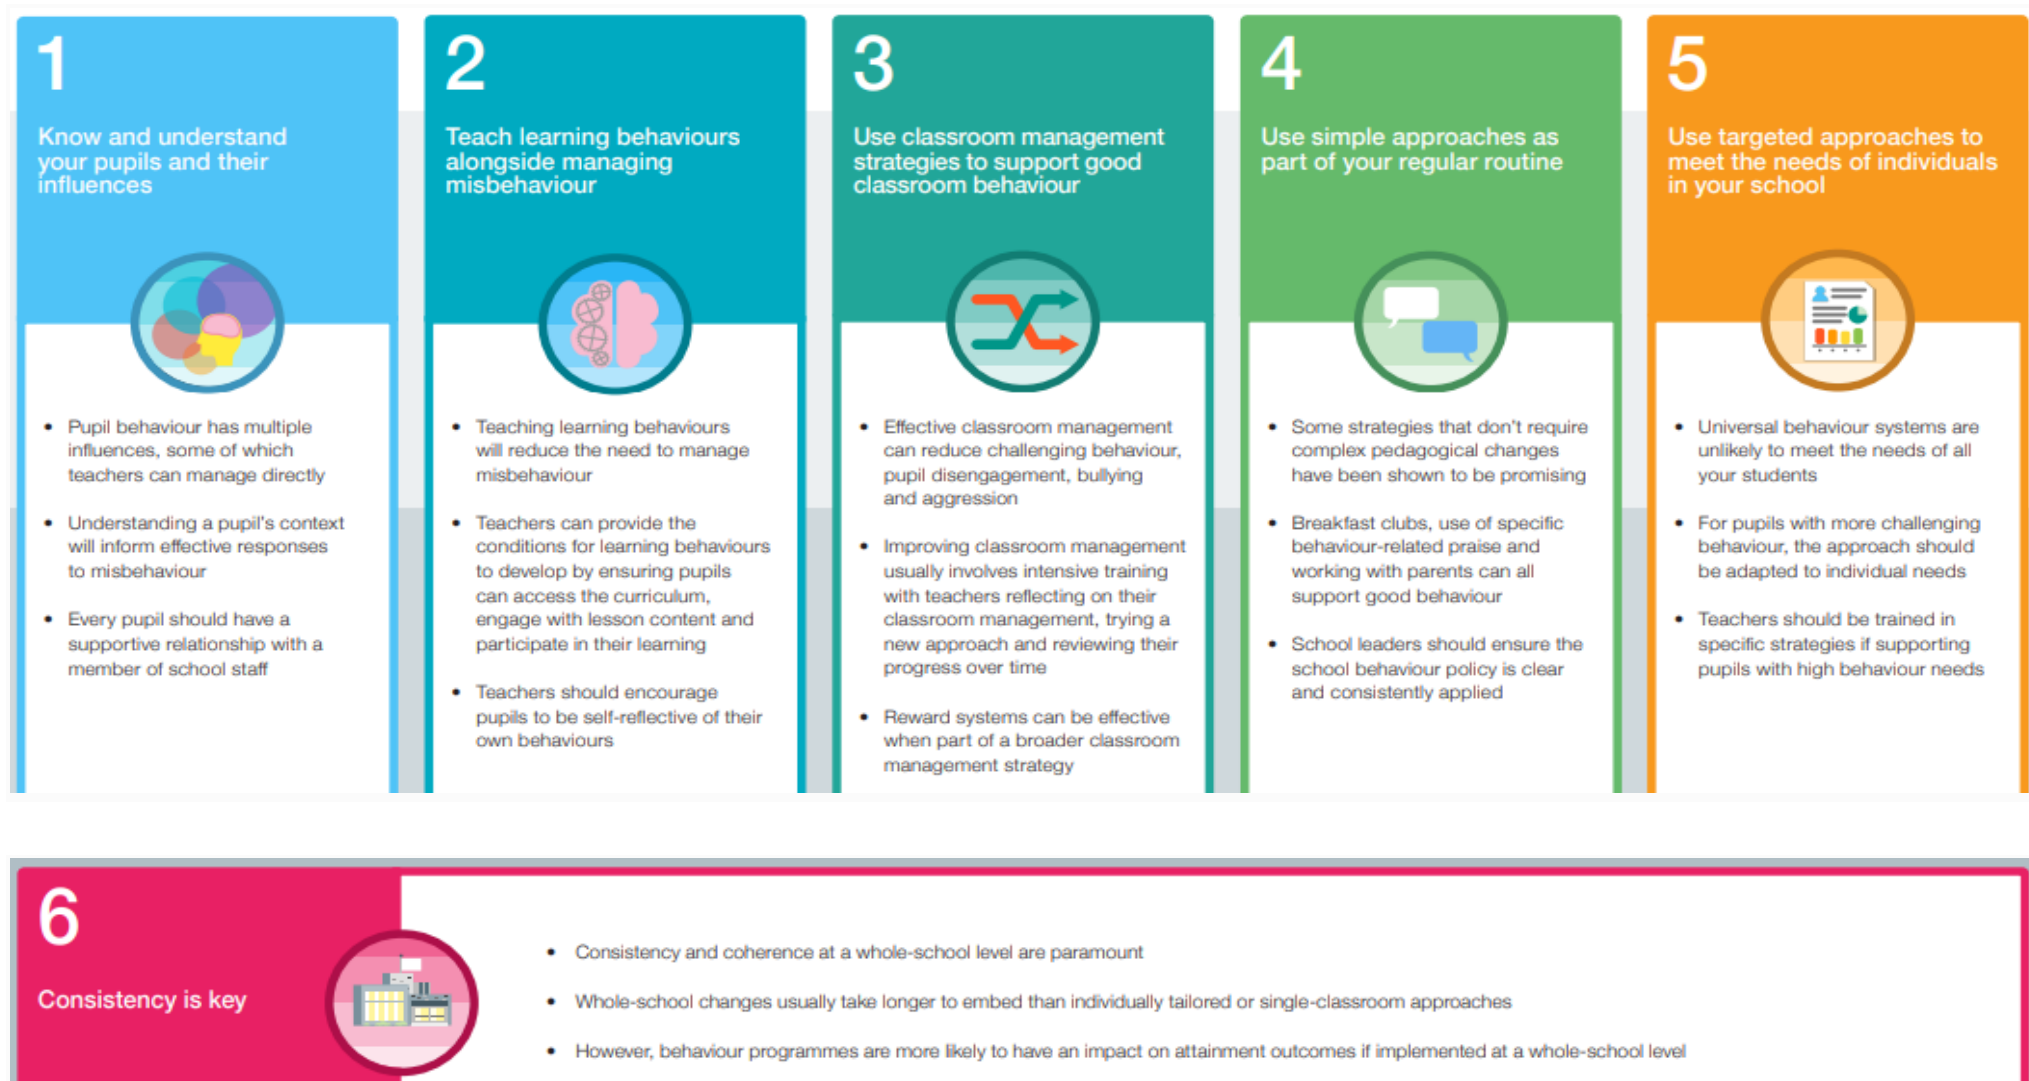 1
Know and understand
your pupils and their
influences
• Pupil behaviour has multiple
influences, some of which
teachers can manage directly
• Understanding a pupil's context
will inform effective responses
to misbehaviour
• Every pupil should have a
supportive relationship with a
member of school staff
2
Teach learning behaviours
alongside managing
misbehaviour
• Teaching learning behaviours
will reduce the need to manage
misbehaviour
• Teachers can provide the
conditions for learning behaviours
to develop by ensuring pupils
can access the curriculum,
engage with lesson content and
participate in their learning
• Teachers should encourage
pupils to be self-reflective of their
own behaviours
3
Use classroom management
strategies to support good
classroom behaviour
• Effective classroom management
can reduce challenging behaviour,
pupil disengagement, bullying
and aggression
• Improving classroom management
usually involves intensive training
with teachers reflecting on their
classroom management, trying a
new approach and reviewing their
progress over time
• Reward systems can be effective
when part of a broader classroom
management strategy
4
Use simple approaches as
part of your regular routine
• Some strategies that don't require
complex pedagogical changes
have been shown to be promising
• Breakfast clubs, use of specific
behaviour-related praise and
working with parents can all
support good behaviour
• School leaders should ensure the
school behaviour policy is clear
and consistently applied
5
Use targeted approaches to
meet the needs of individuals
in your school
• Universal behaviour systems are
unlikely to meet the needs of all
your students
• For pupils with more challenging
behaviour, the approach should
be adapted to individual needs
• Teachers should be trained in
specific strategies if supporting
pupils with high behaviour needs
6
Consistency is key
• Consistency and coherence at a whole-school level are paramount
• Whole-school changes usually take longer to embed than individually tailored or single-classroom approaches
• However, behaviour programmes are more likely to have an impact on attainment outcomes if implemented at a whole-school level